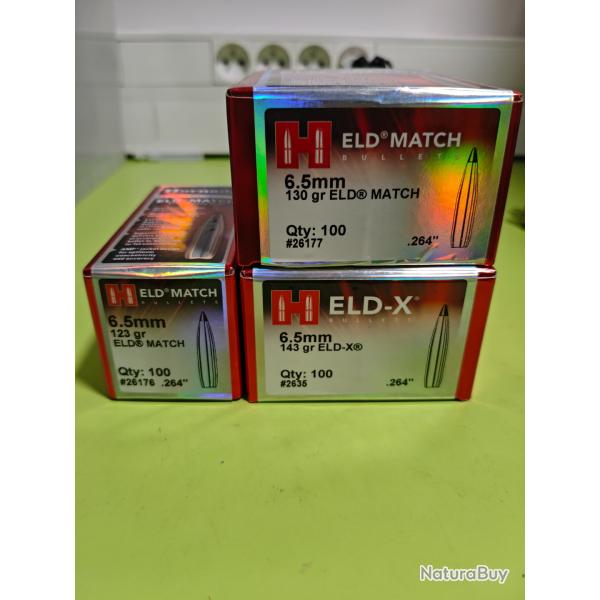 H ELD® MATCH
BULLETS
6.5mm
130 gr ELD® MATCH
Qty: 100
#26177 .264"
ELD® MATCH
H ELD® MATCH
BULLETS
6.5mm
123 gr
ELD® MATCH
Qty: 100
#26176 .264"
H ELD-X®
BULLETS
6.5mm
143 gr ELD-X®
Qty: 100
#2635 .264"
NaturaBuy